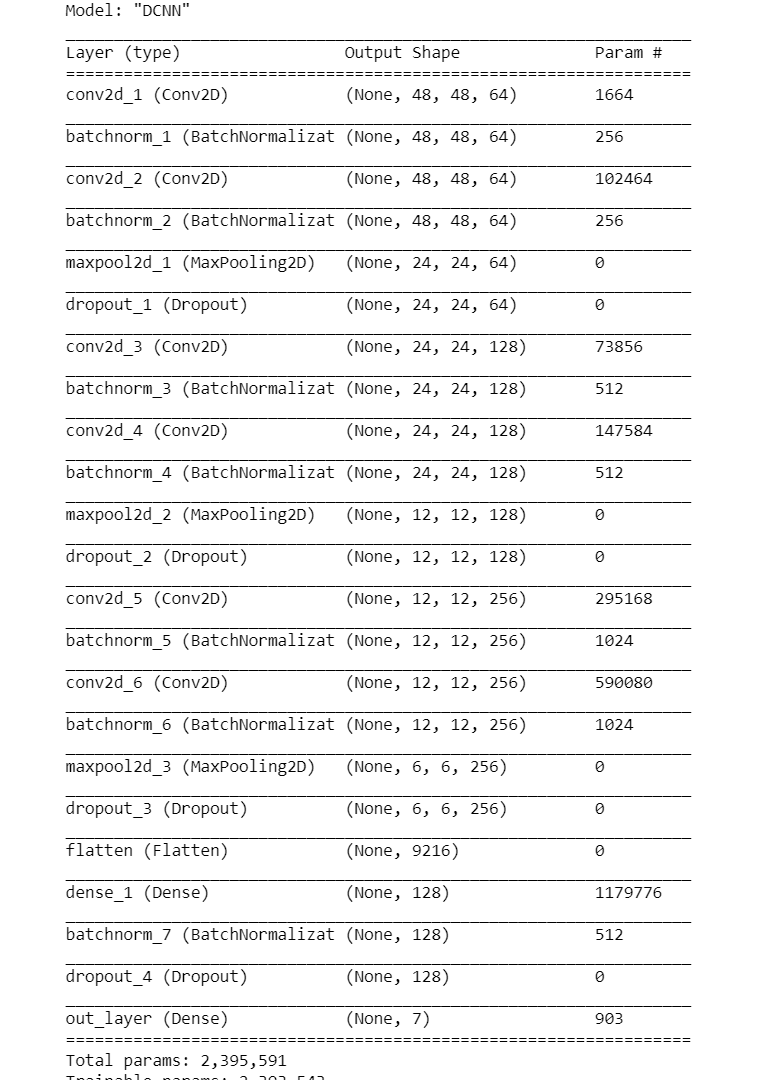 Model: "DCNN"
Layer (type) Output Shape Param #
conv2d_1 (Conv2D) (None, 48, 48, 64) 1664
batchnorm_1 (BatchNormalizat (None, 48, 48, 64) 256
conv2d_2 (Conv2D) (None, 48, 48, 64) 102464
batchnorm_2 (BatchNormalizat (None, 48, 48, 64) 256
maxpool2d_1 (MaxPooling2D) (None, 24, 24, 64) 0
dropout_1 (Dropout) (None, 24, 24, 64) 0
conv2d_3 (Conv2D) (None, 24, 24, 128) 73856
batchnorm_3 (BatchNormalizat (None, 24, 24, 128) 512
conv2d_4 (Conv2D) (None, 24, 24, 128) 147584
batchnorm_4 (BatchNormalizat (None, 24, 24, 128) 512
maxpool2d_2 (MaxPooling2D) (None, 12, 12, 128) 0
dropout_2 (Dropout) (None, 12, 12, 128) 0
conv2d_5 (Conv2D) (None, 12, 12, 256) 295168
batchnorm_5 (BatchNormalizat (None, 12, 12, 256) 1024
conv2d_6 (Conv2D) (None, 12, 12, 256) 590080
batchnorm_6 (BatchNormalizat (None, 12, 12, 256) 1024
maxpool2d_3 (MaxPooling2D) (None, 6, 6, 256) 0
dropout_3 (Dropout) (None, 6, 6, 256) 0
flatten (Flatten) (None, 9216) 0
dense_1 (Dense) (None, 128) 1179776
batchnorm_7 (BatchNormalizat (None, 128) 512
dropout_4 (Dropout) (None, 128) 0
out_layer (Dense) (None, 7) 903
Total params: 2,395,591